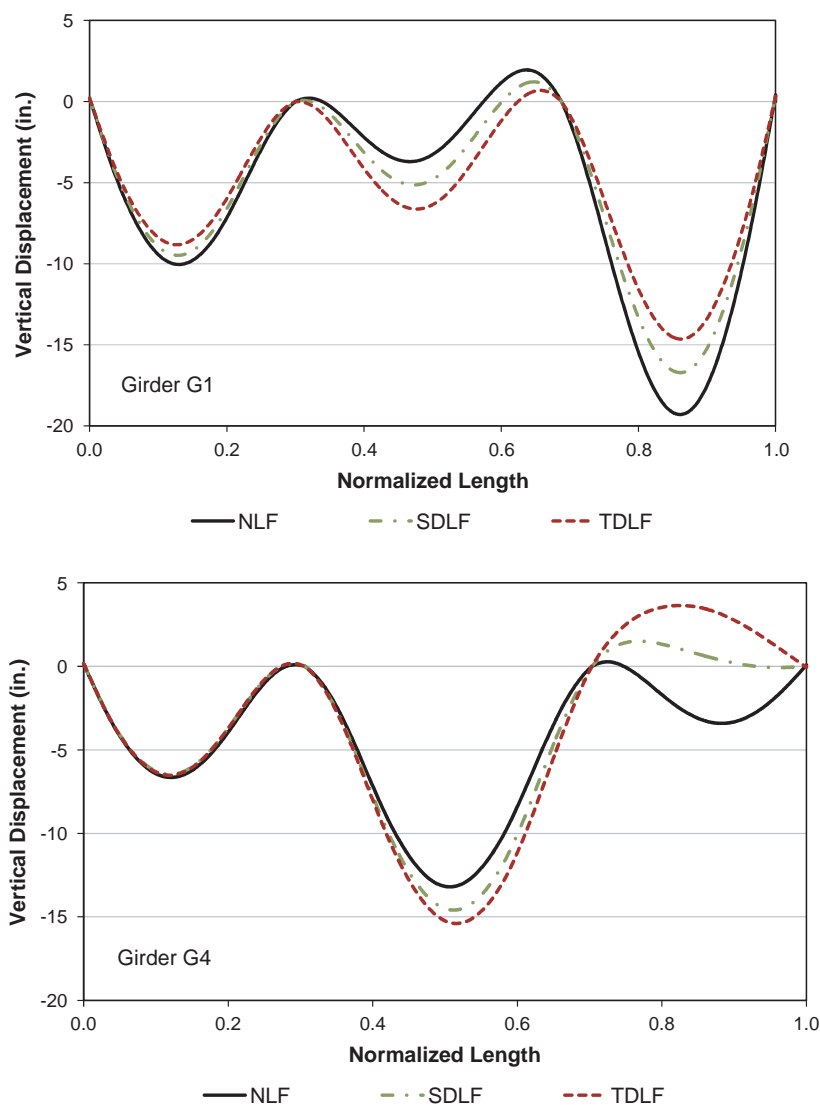 5
0
-5
-10
-15
-20
Vertical Displacement (in.)
Girder G1
0.0 0.2 0.4 0.6 0.8 1.0
Normalized Length
NLF SDLF TDLF
5
0
-5
-10
-15
-20
Vertical Displacement (in.)
Girder G4
0.0 0.2 0.4 0.6 0.8 1.0
Normalized Length
NLF SDLF TDLF